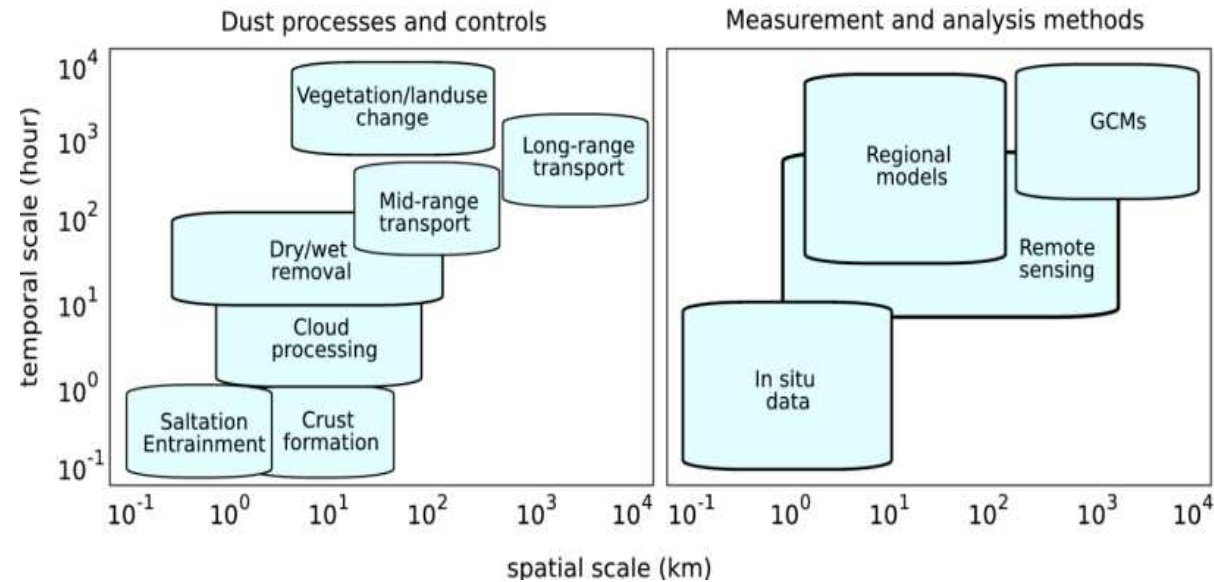 Dust processes and controls
Measurement and analysis methods
temporal scale (hour)
10^4
10^3
10^2
10^1
10^0
10^-1
Vegetation/landuse
change
Long-range
transport
Mid-range
transport
Dry/wet
removal
Cloud
processing
Saltation
Entrainment
Crust
formation
GCMs
Regional
models
Remote
sensing
In situ
data
10^-1 10^0 10^1 10^2 10^3 10^4
10^-1 10^0 10^1 10^2 10^3 10^4
spatial scale (km)